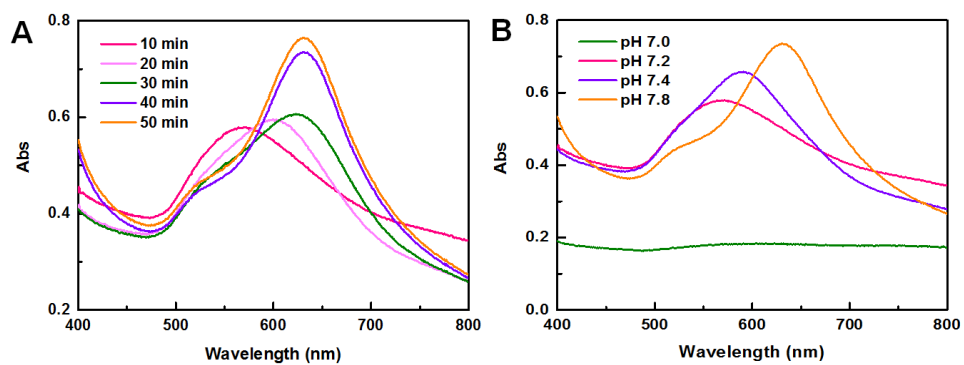 A
0.8
0.6
0.4
0.2
Abs
10 min
20 min
30 min
40 min
50 min
400 500 600 700 800
Wavelength (nm)
B
0.8
0.6
0.4
0.2
0.0
Abs
pH 7.0
pH 7.2
pH 7.4
pH 7.8
400 500 600 700 800
Wavelength (nm)